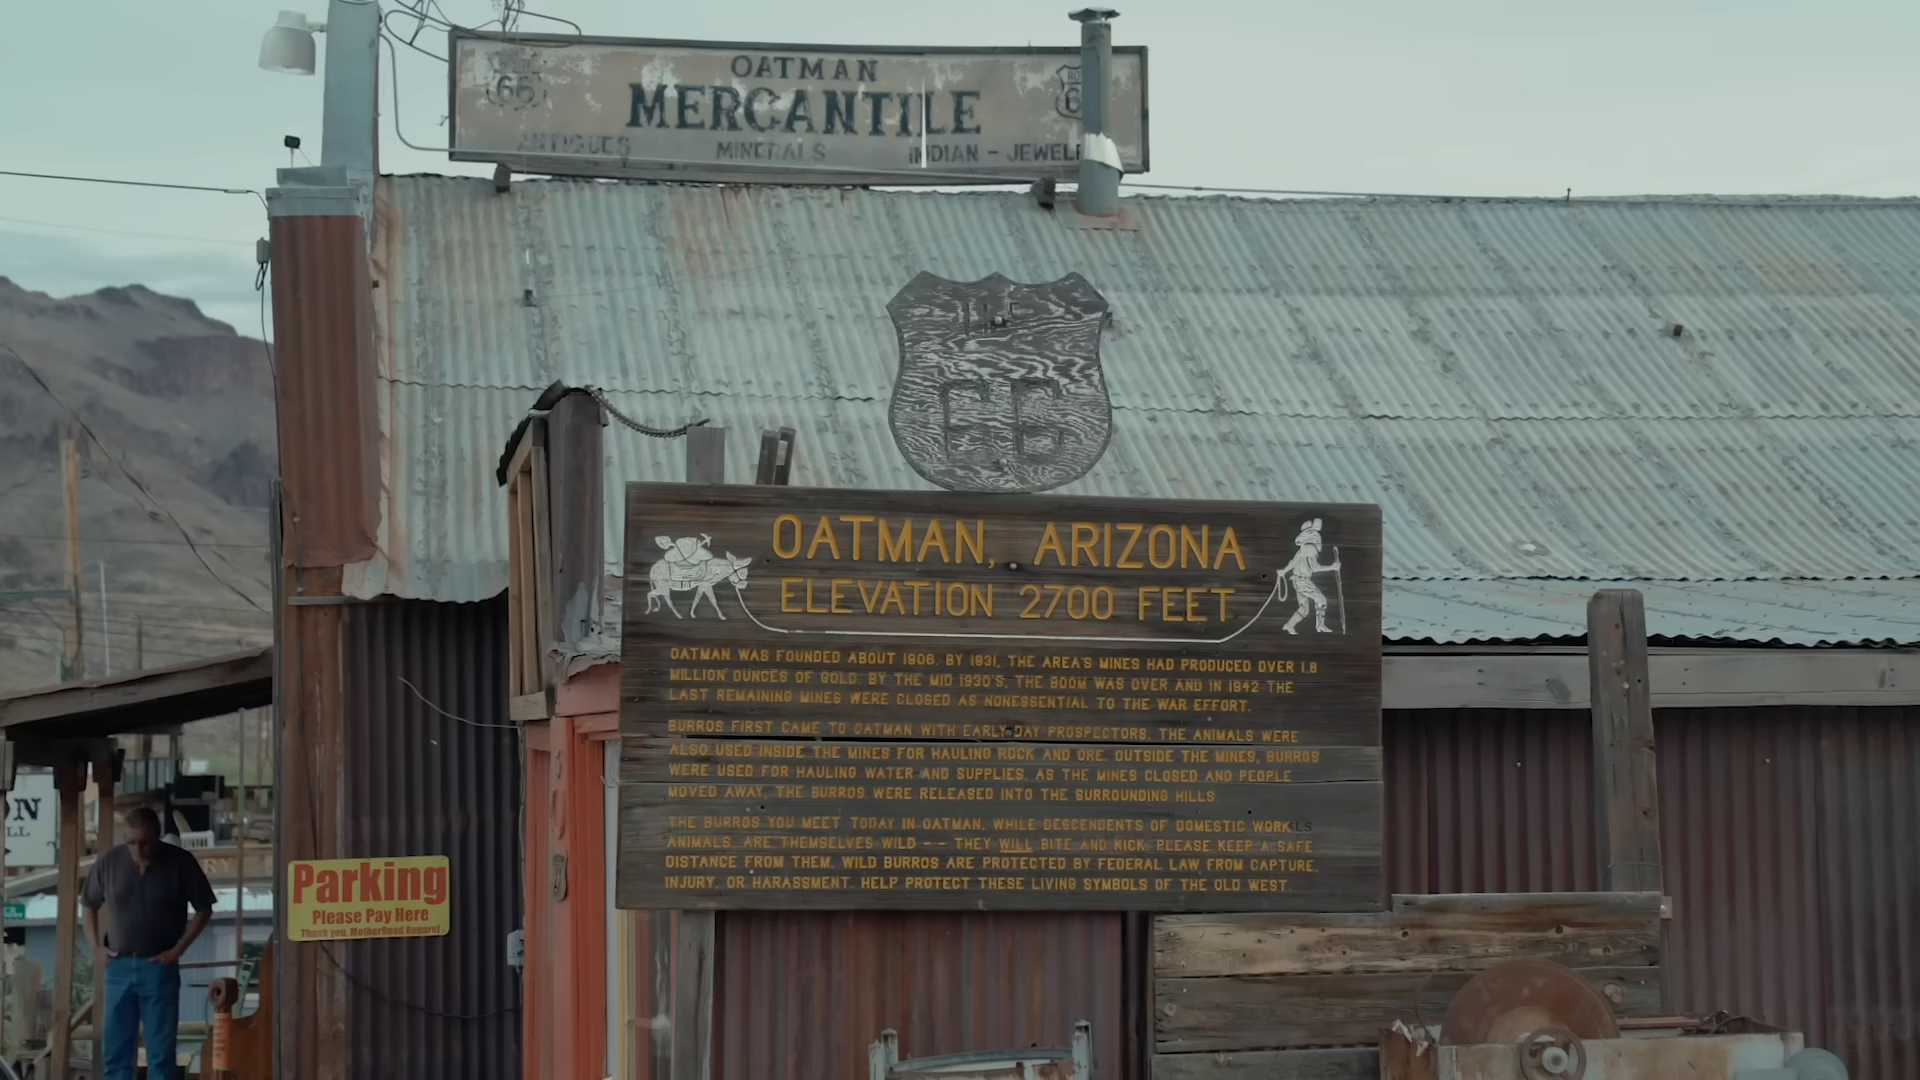 OATMAN
66
MERCANTILE
ANTIQUES MINERALS INDIAN - JEWEL
66
OATMAN, ARIZONA
ELEVATION 2700 FEET
OATMAN WAS FOUNDED ABOUT 1906. BY 1931, THE AREA'S MINES HAD PRODUCED OVER 1.8
MILLION OUNCES OF GOLD. BY THE MID 1930'S, THE BOOM WAS OVER AND IN 1942 THE
LAST REMAINING MINES WERE CLOSED AS NONESSENTIAL TO THE WAR EFFORT.
BURROS FIRST CAME TO OATMAN WITH EARLY-DAY PROSPECTORS. THE ANIMALS WERE
ALSO USED INSIDE THE MINES FOR HAULING ROCK AND ORE. OUTSIDE THE MINES, BURROS
WERE USED FOR HAULING WATER AND SUPPLIES. AS THE MINES CLOSED AND PEOPLE
MOVED AWAY, THE BURROS WERE RELEASED INTO THE SURROUNDING HILLS.
THE BURROS YOU MEET TODAY IN OATMAN, WHILE DESCENDENTS OF DOMESTIC WORK
ANIMALS, ARE THEMSELVES WILD -- THEY WILL BITE AND KICK. PLEASE KEEP A SAFE
DISTANCE FROM THEM. WILD BURROS ARE PROTECTED BY FEDERAL LAW FROM CAPTURE,
INJURY, OR HARASSMENT. HELP PROTECT THESE LIVING SYMBOLS OF THE OLD WEST.
Parking
Please Pay Here
Thank you, MotherRoad Apparel
ON
LL